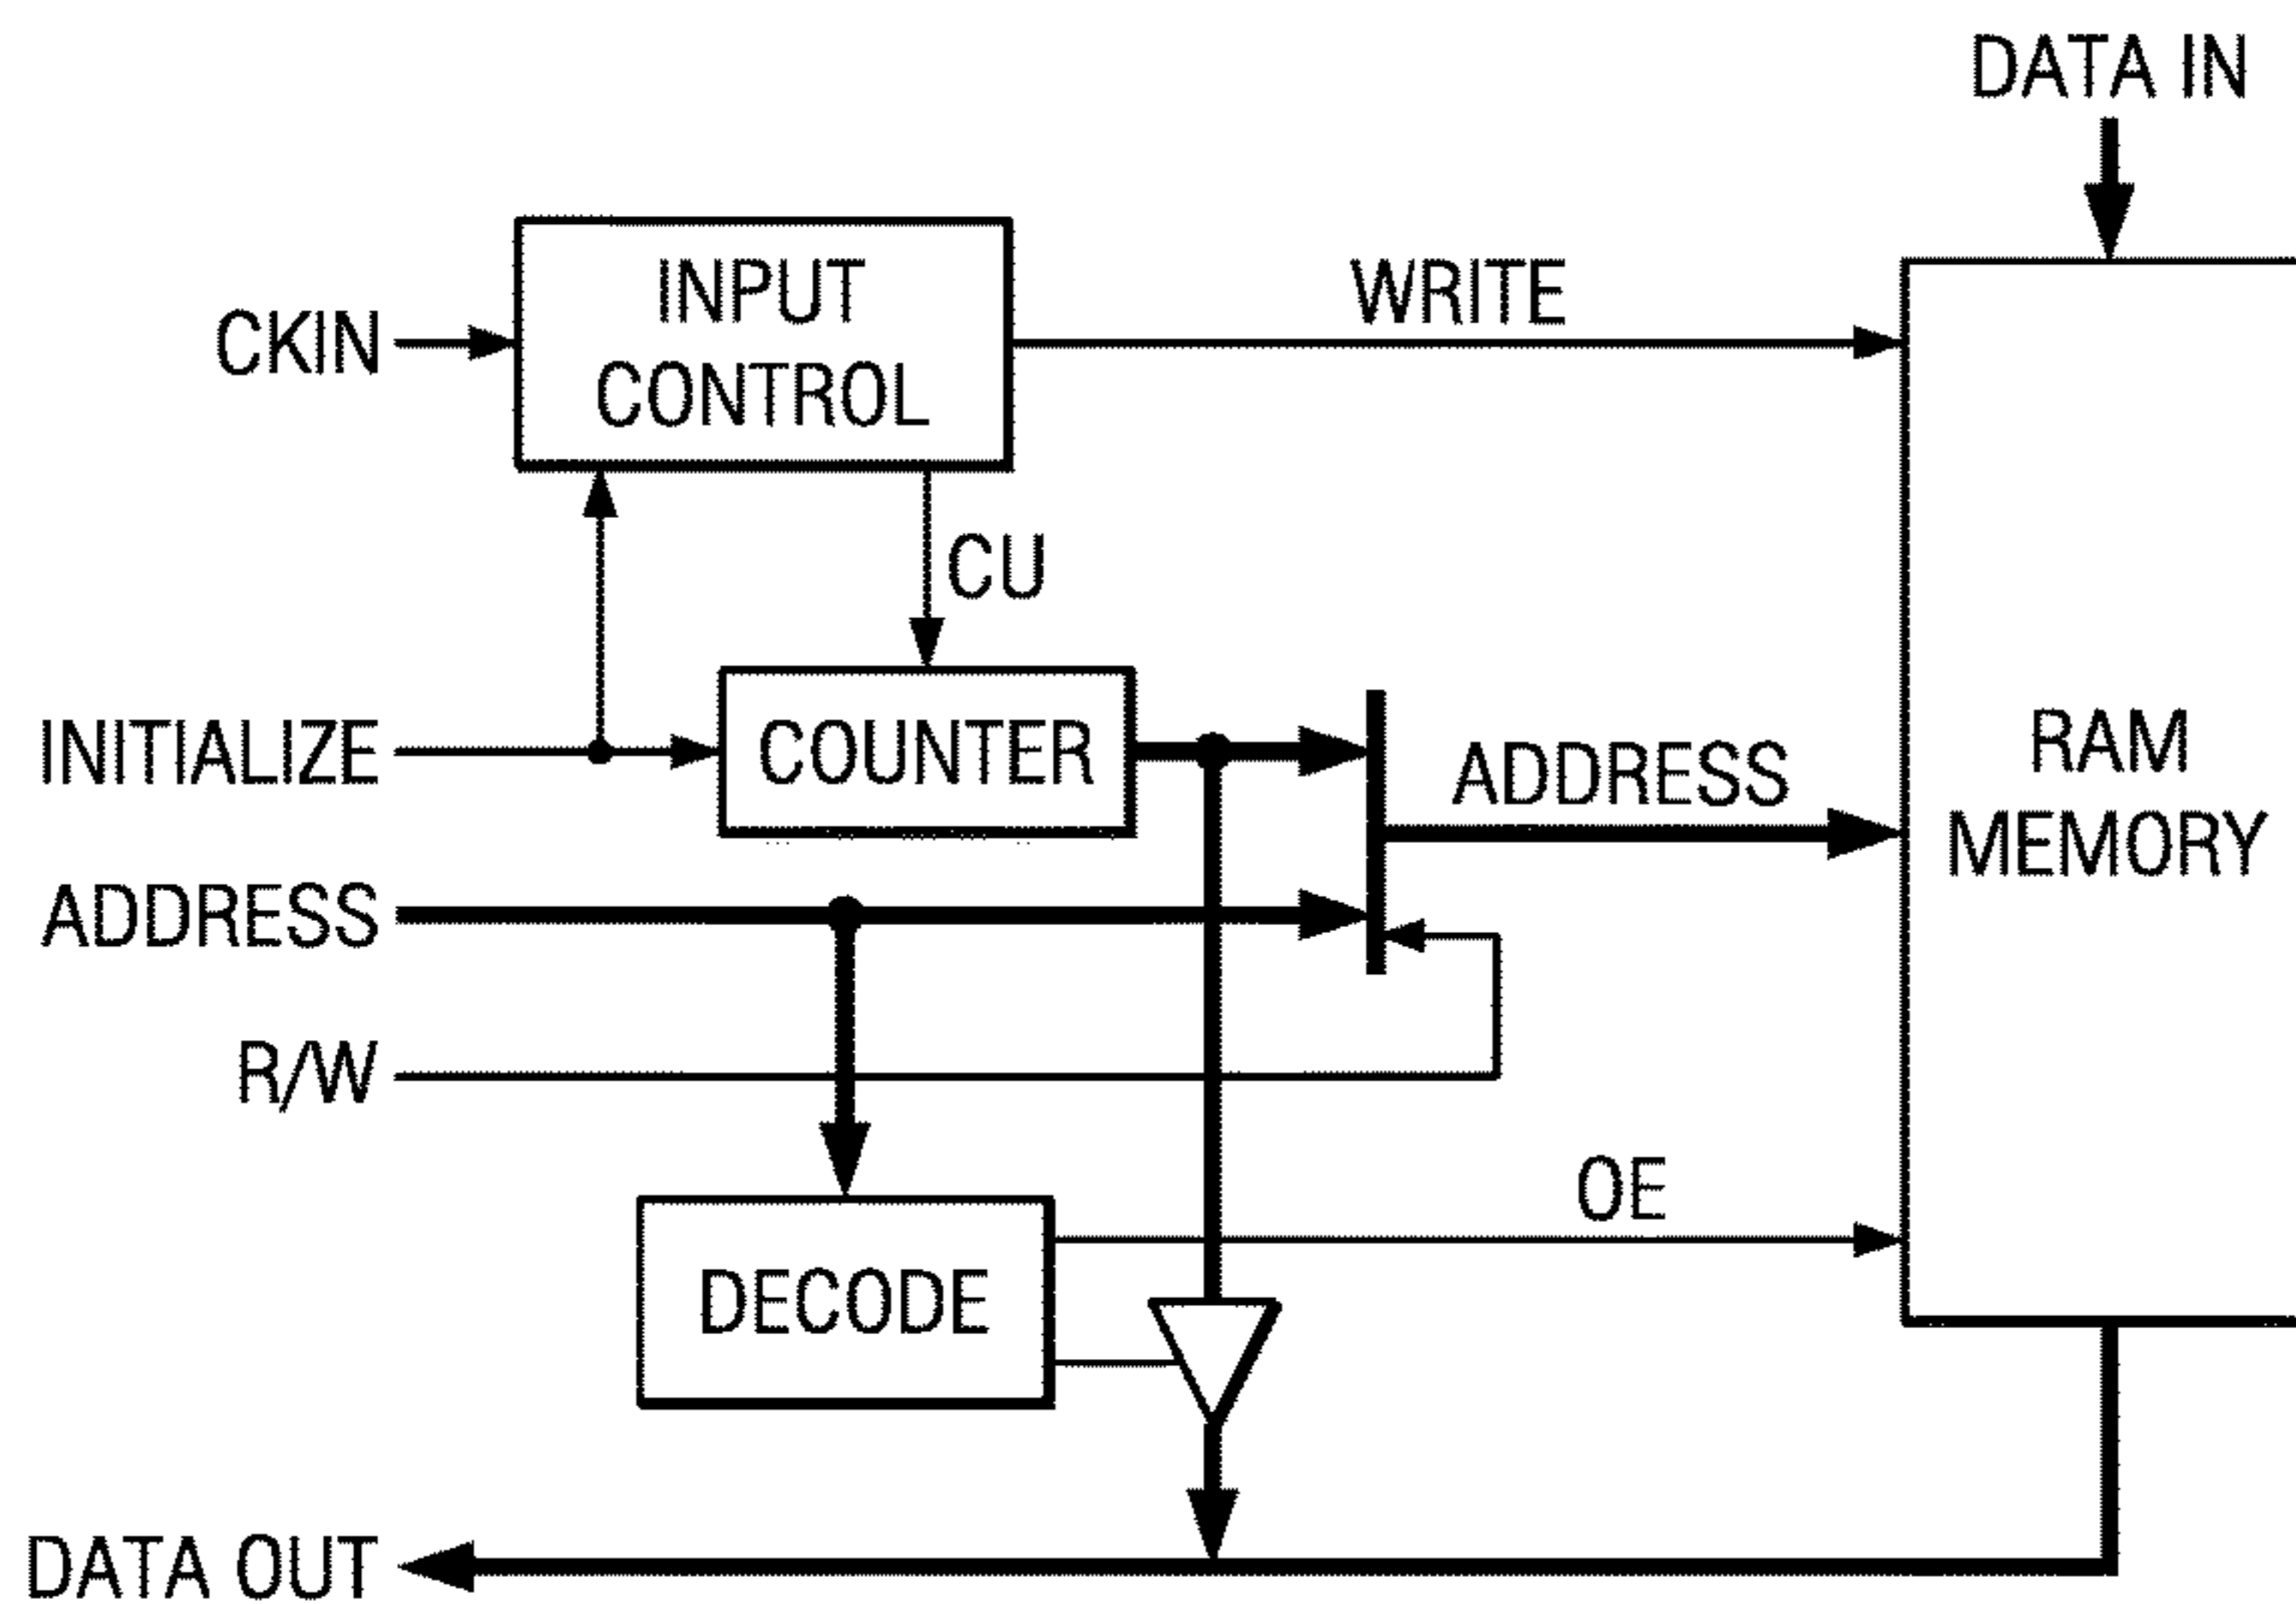 DATA IN
INPUT
CONTROL
WRITE
CKIN
CU
INITIALIZE
COUNTER
ADDRESS
RAM
MEMORY
ADDRESS
R/W
OE
DECODE
DATA OUT